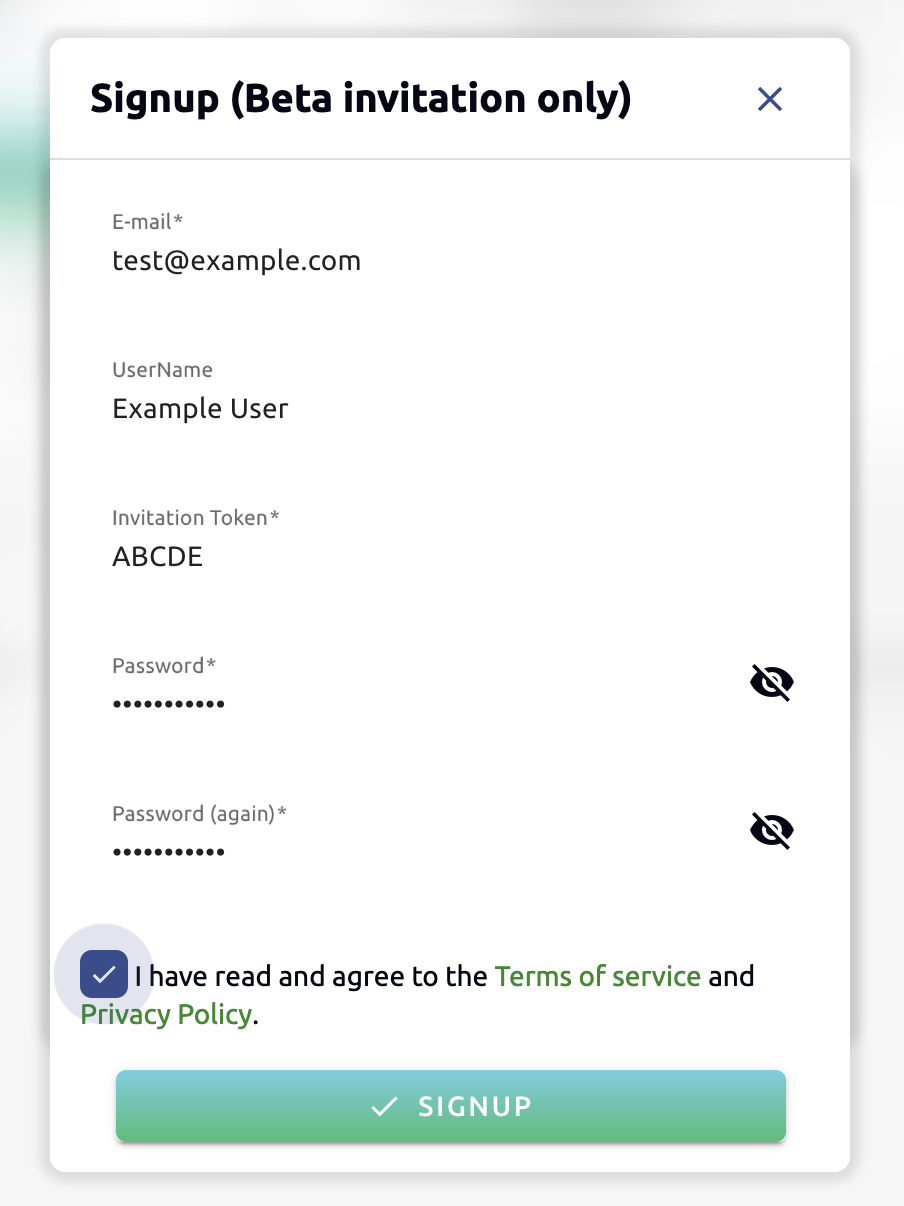 Signup (Beta invitation only)
E-mail*
test@example.com
UserName
Example User
Invitation Token*
ABCDE
Password*
•••••••••••
Password (again)*
•••••••••••
I have read and agree to the Terms of service and
Privacy Policy.
SIGNUP